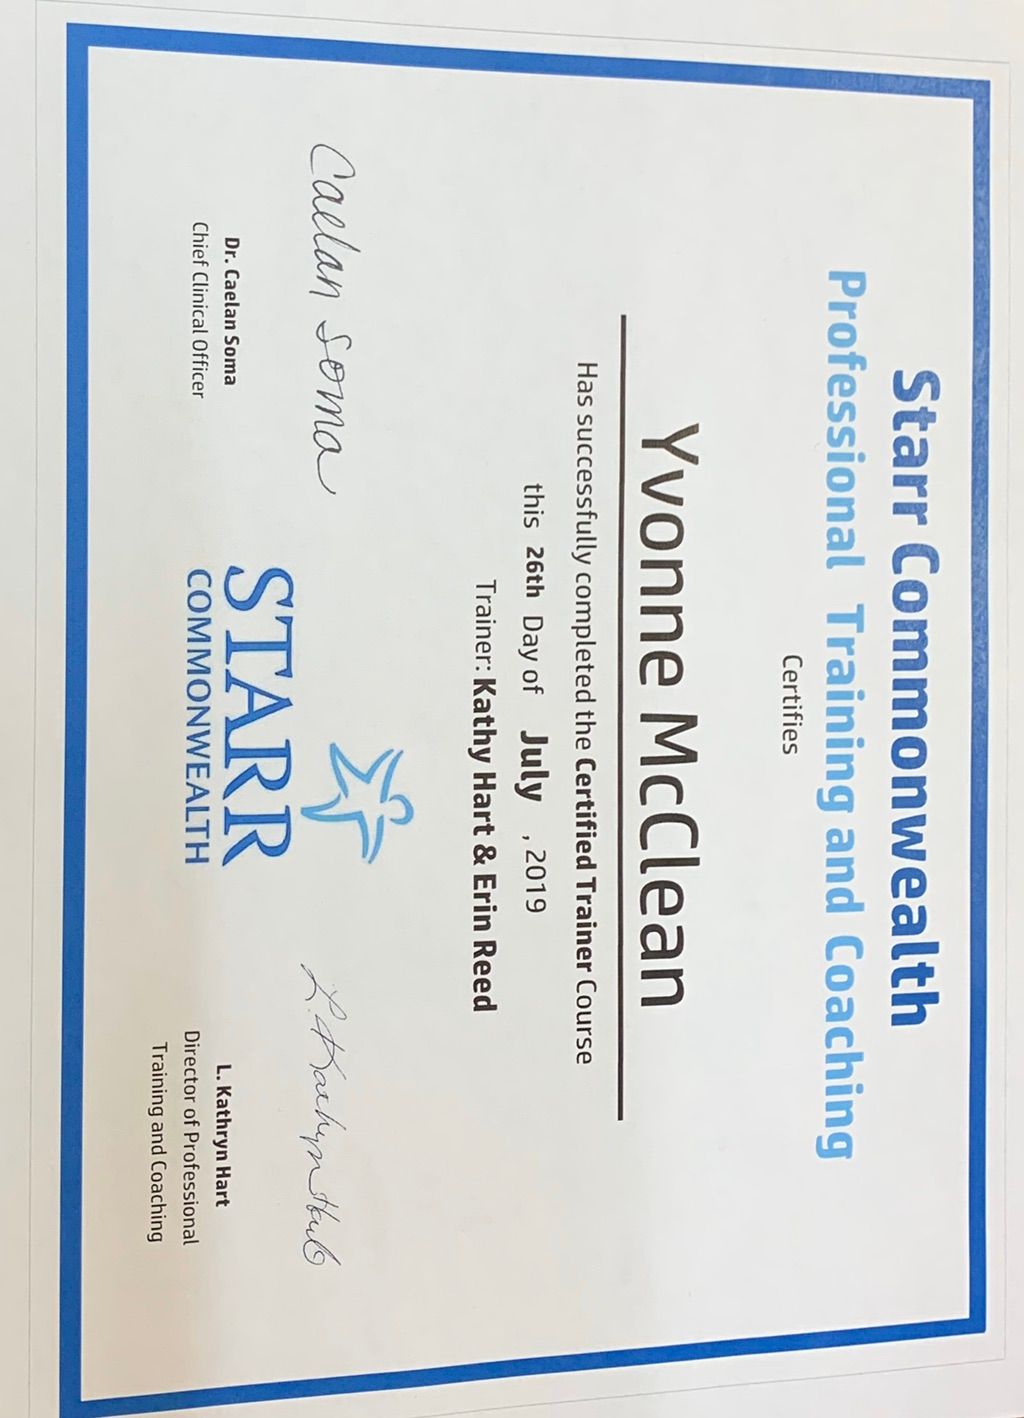 Starr Commonwealth
Professional Training and Coaching
Certifies
Yvonne McClean
Has successfully completed the Certified Trainer Course
this 26th Day of July , 2019
Trainer: Kathy Hart & Erin Reed
Caelan Soma
Dr. Caelan Soma
Chief Clinical Officer
STARR
COMMONWEALTH
L. Kathryn Hart
L. Kathryn Hart
Director of Professional
Training and Coaching